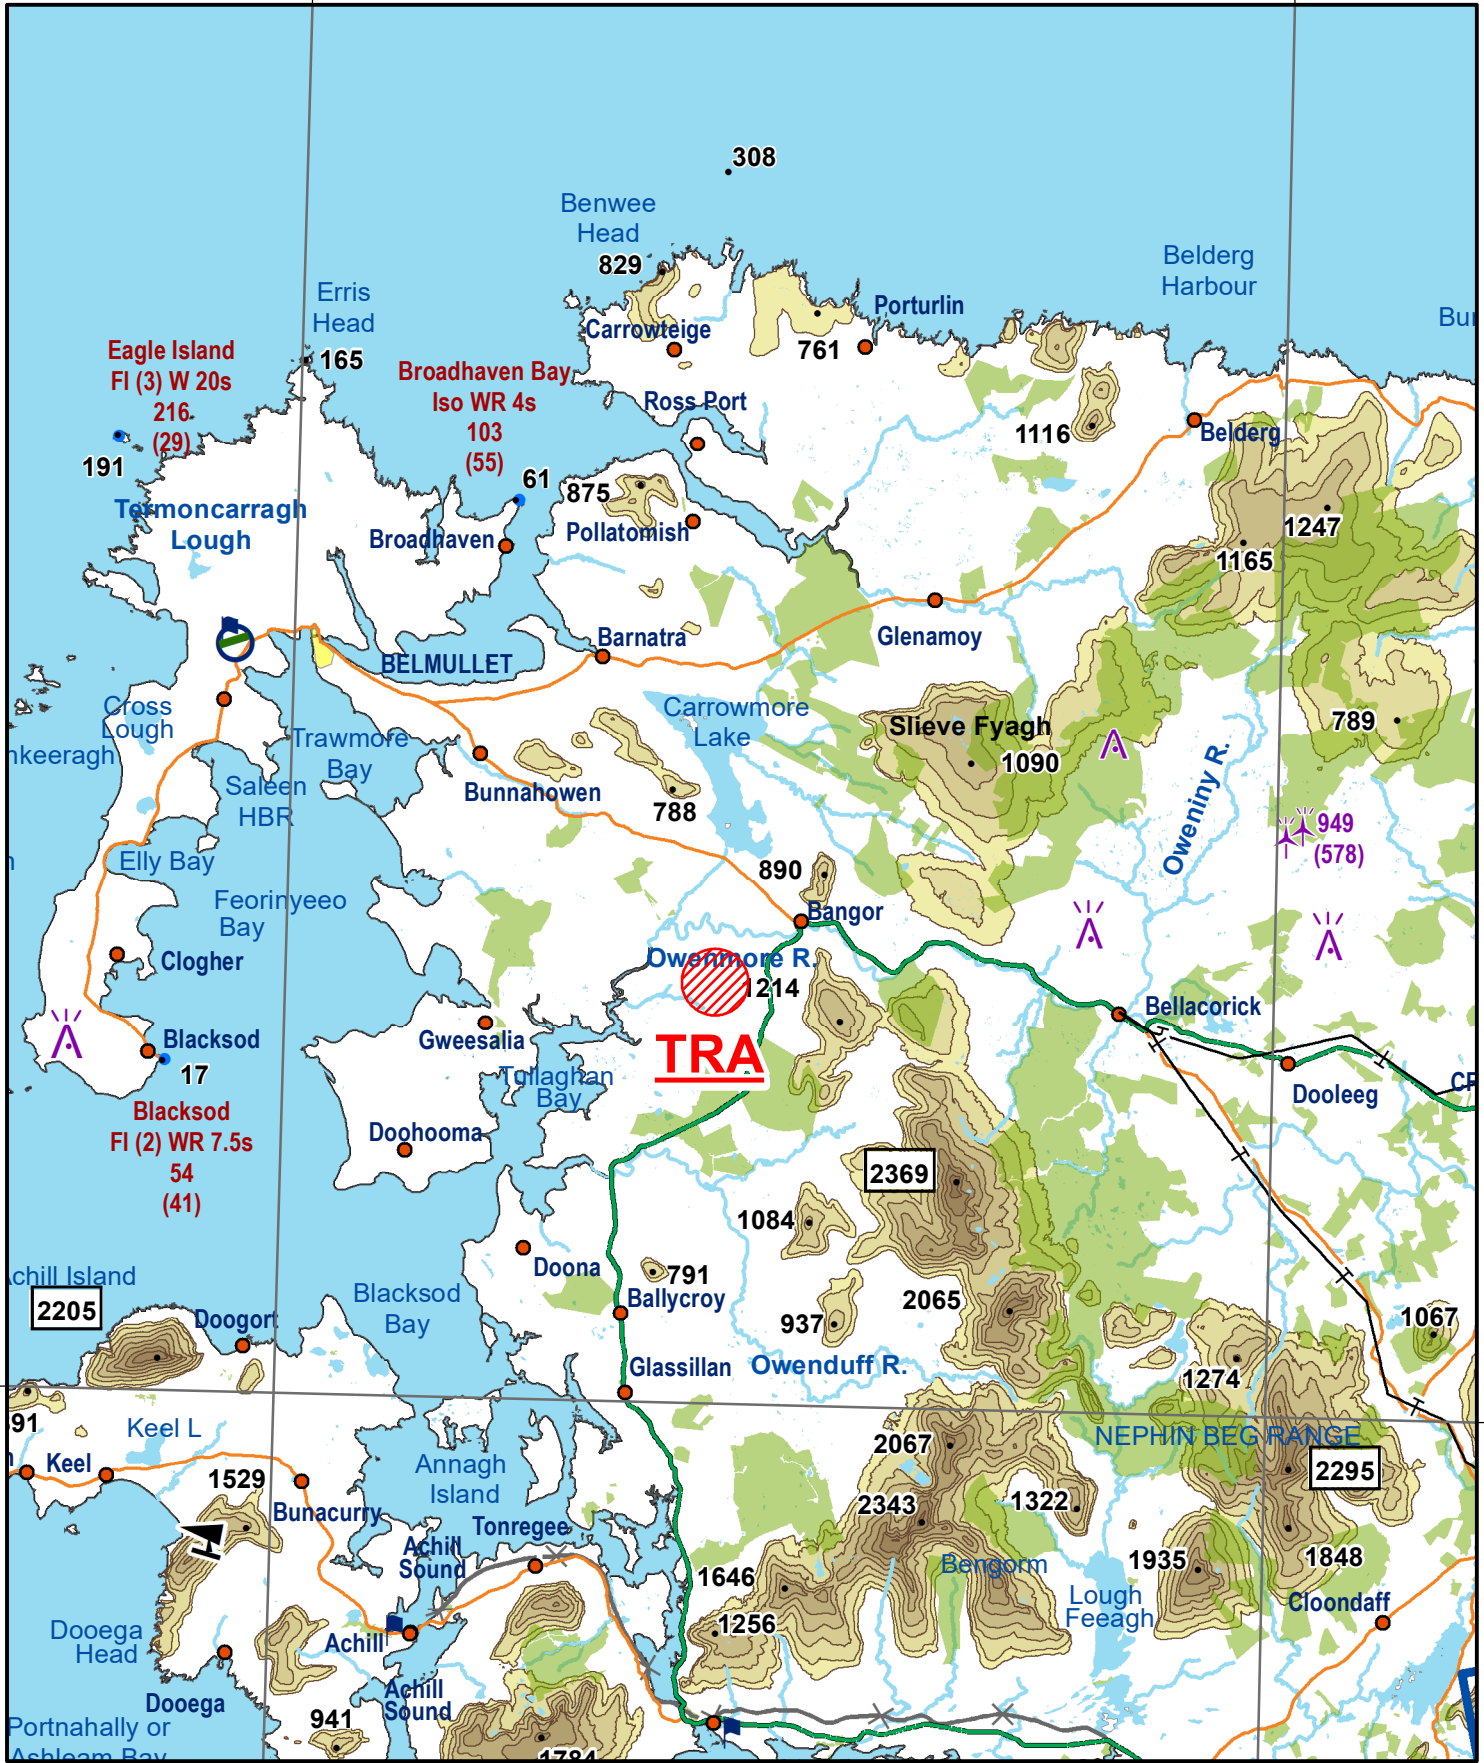 308
Benwee
Head
829
Belderg
Harbour
Erris
Head
165
Porturlin
Carrowteige
761
Eagle Island
Fl (3) W 20s
216
(29)
191
Broadhaven Bay
Iso WR 4s
103
(55)
61
Ross Port
1116
Belderg
875
Pollatomish
Termoncarragh
Lough
Broadhaven
1247
1165
Barnatra
Glenamoy
BELMULLET
Cross
Lough
nkeeragh
Trawmore
Bay
Carrowmore
Lake
Slieve Fyagh
1090
789
Saleen
HBR
Bunnahowen
788
Oweniny R.
949
(578)
Elly Bay
890
Feorinyeeo
Bay
Bangor
Clogher
Owenmore R.
1214
Bellacorick
Gweesalia
Blacksod
17
TRA
Tullaghan
Bay
Dooleeg
Blacksod
Fl (2) WR 7.5s
54
(41)
Doohooma
2369
1084
Doona
791
Achill Island
2205
Blacksod
Bay
Ballycroy
2065
937
1067
Doogort
Glassillan
Owenduff R.
1274
Keel L
2067
NEPHIN BEG RANGE
Keel
1529
Annagh
Island
2295
Bunacurry
2343
1322
Tonregee
Achill
Sound
1646
Bengorm
1935
1848
Lough
Feeagh
Cloondaff
1256
Dooega
Head
Achill
Achill
Sound
Dooega
941
Portnahally or
Ashleam Bay
1784